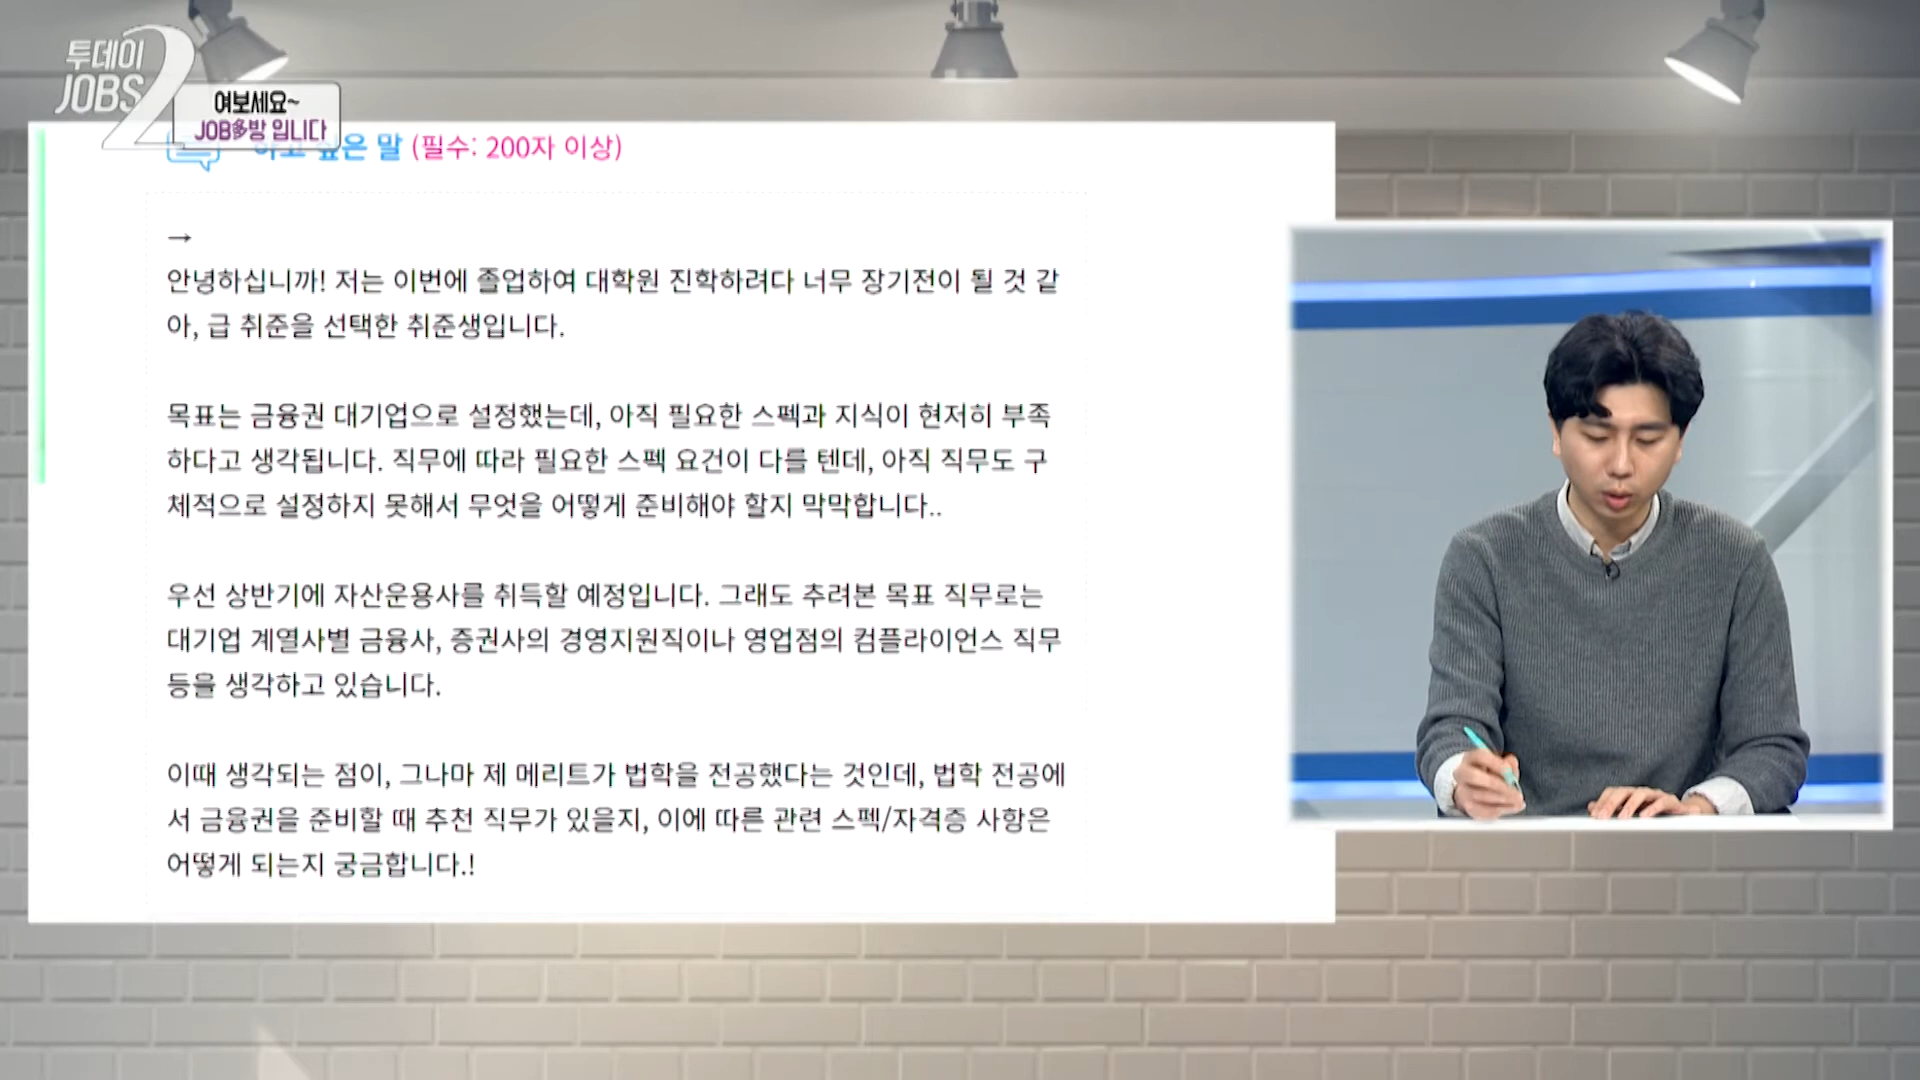 투데이
JOBS 2
여보세요~
JOB多방 입니다
은 말 (필수: 200자 이상)
→
안녕하십니까! 저는 이번에 졸업하여 대학원 진학하려다 너무 장기전이 될 것 같
아, 급 취준을 선택한 취준생입니다.
목표는 금융권 대기업으로 설정했는데, 아직 필요한 스펙과 지식이 현저히 부족
하다고 생각됩니다. 직무에 따라 필요한 스펙 요건이 다를 텐데, 아직 직무도 구
체적으로 설정하지 못해서 무엇을 어떻게 준비해야 할지 막막합니다..
우선 상반기에 자산운용사를 취득할 예정입니다. 그래도 추려본 목표 직무로는
대기업 계열사별 금융사, 증권사의 경영지원직이나 영업점의 컴플라이언스 직무
등을 생각하고 있습니다.
이때 생각되는 점이, 그나마 제 메리트가 법학을 전공했다는 것인데, 법학 전공에
서 금융권을 준비할 때 추천 직무가 있을지, 이에 따른 관련 스펙/자격증 사항은
어떻게 되는지 궁금합니다.!